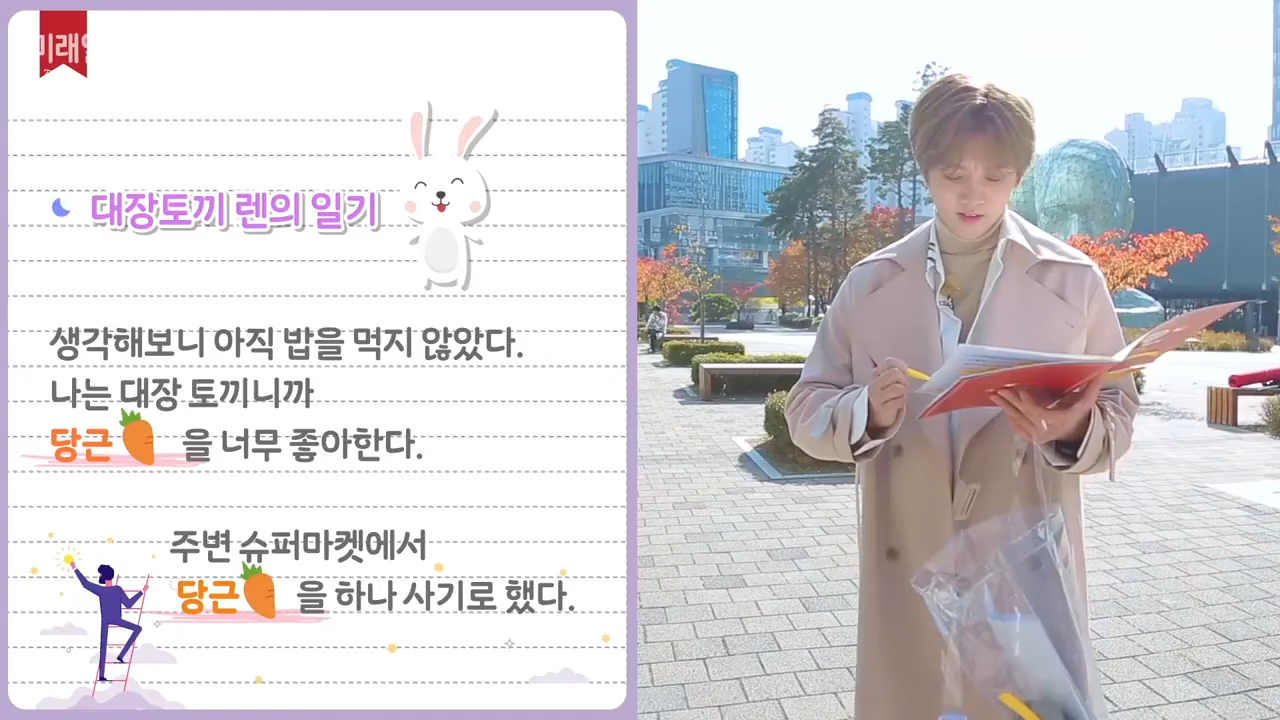 미래일
대장토끼 렌의 일기
생각해보니 아직 밥을 먹지 않았다.
나는 대장 토끼니까
당근 을 너무 좋아한다.
주변 슈퍼마켓에서
당근 을 하나 사기로 했다.